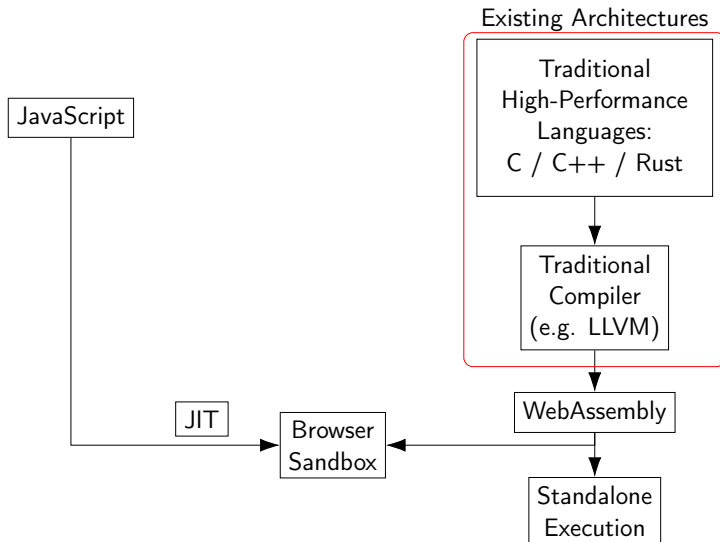 Existing Architectures
Traditional
High-Performance
Languages:
C / C++ / Rust
JavaScript
Traditional
Compiler
(e.g. LLVM)
WebAssembly
JIT
Browser
Sandbox
Standalone
Execution